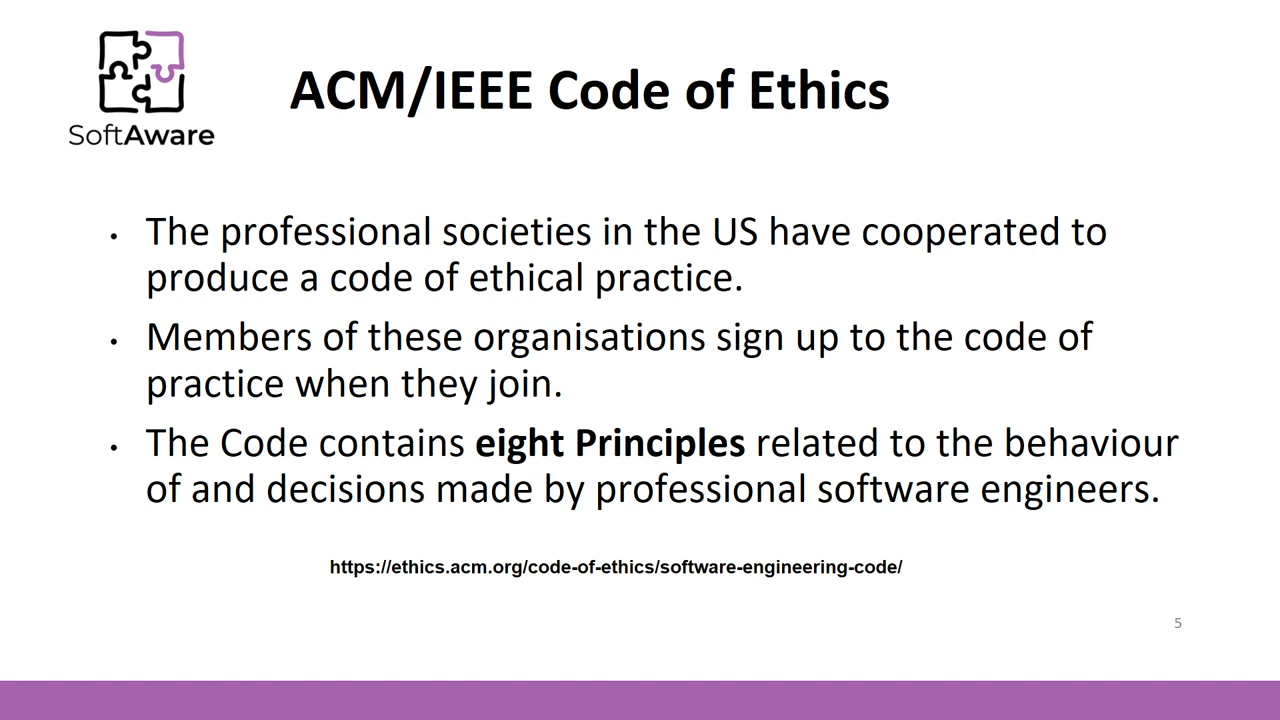 SoftAware
ACM/IEEE Code of Ethics
• The professional societies in the US have cooperated to
produce a code of ethical practice.
• Members of these organisations sign up to the code of
practice when they join.
• The Code contains eight Principles related to the behaviour
of and decisions made by professional software engineers.
https://ethics.acm.org/code-of-ethics/software-engineering-code/
5